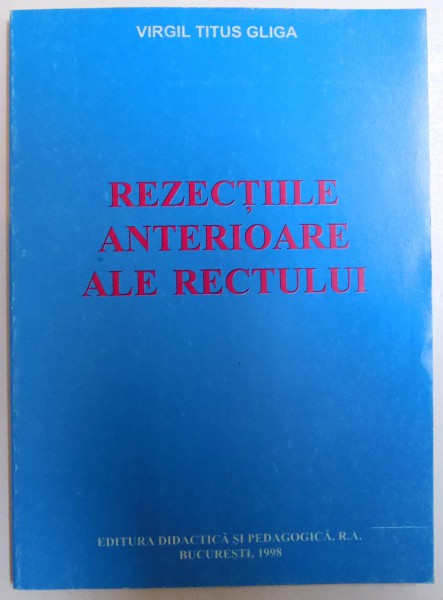 VIRGIL TITUS GLIGA
REZECȚIILE
ANTERIOARE
ALE RECTULUI
EDITURA DIDACTICĂ ȘI PEDAGOGICĂ, R.A.
BUCUREȘTI, 1998